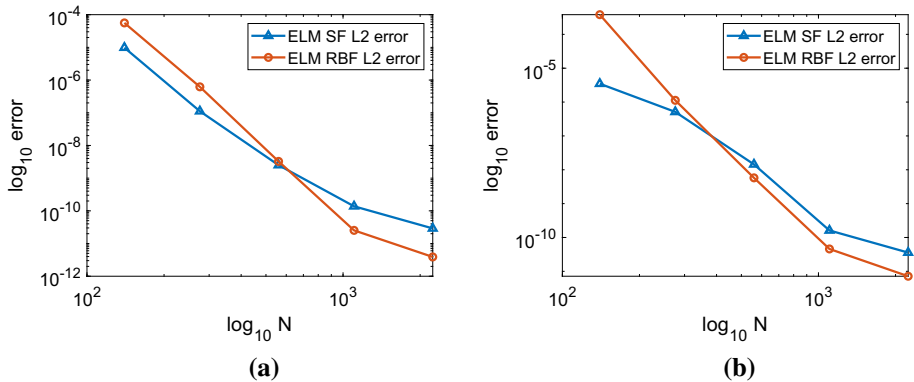 10^-4
10^-6
10^-8
10^-10
10^-12
log10 error
ELM SF L2 error
ELM RBF L2 error
10^2
10^3
log10 N
(a)
10^-5
10^-10
log10 error
ELM SF L2 error
ELM RBF L2 error
10^2
10^3
log10 N
(b)